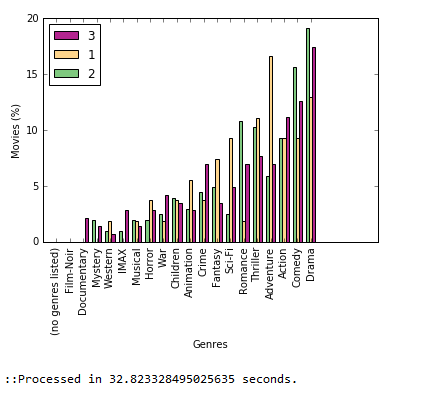 20
15
10
5
0
Movies (%)
3
1
2
(no genres listed)
Film-Noir
Documentary
Mystery
Western
IMAX
Musical
Horror
War
Children
Animation
Crime
Fantasy
Sci-Fi
Romance
Thriller
Adventure
Action
Comedy
Drama
Genres
::Processed in 32.823328495025635 seconds.